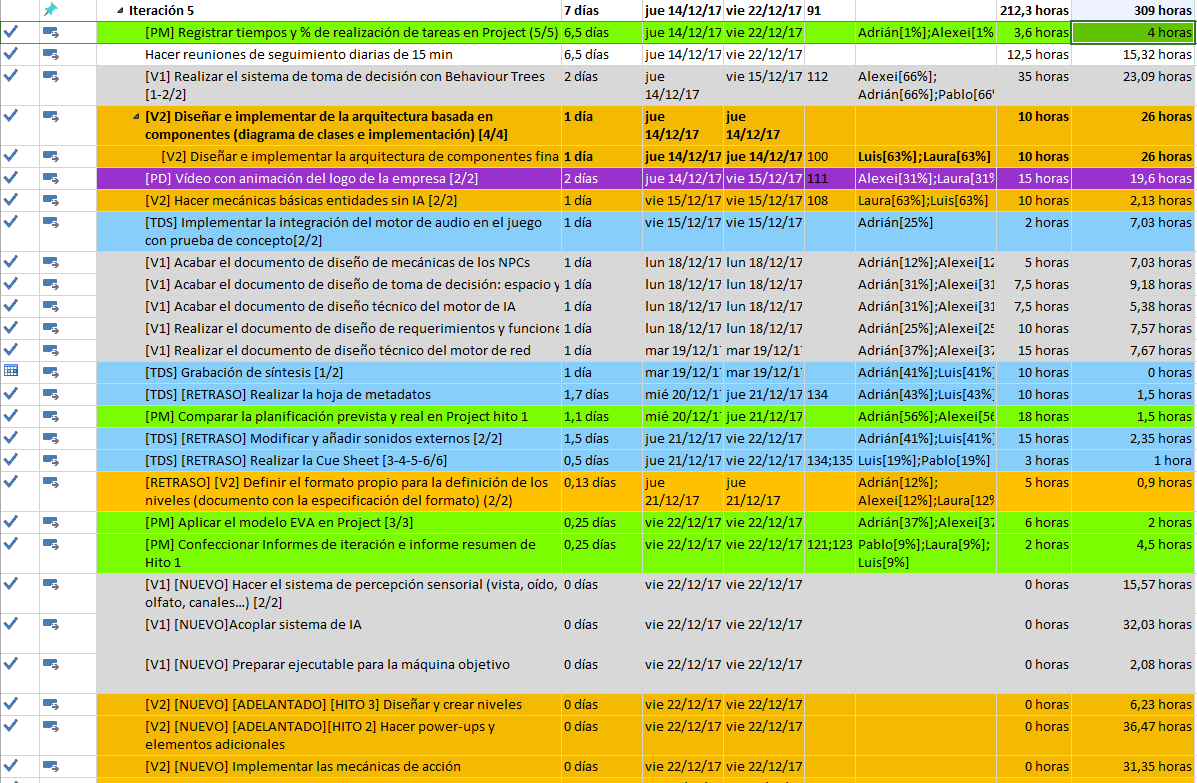 Iteración 5 7 días jue 14/12/17 vie 22/12/17 91 212,3 horas 309 horas
[PM] Registrar tiempos y % de realización de tareas en Project (5/5) 6,5 días jue 14/12/17 vie 22/12/17 Adrián[1%];Alexei[1% 3,6 horas 4 horas
Hacer reuniones de seguimiento diarias de 15 min 6,5 días jue 14/12/17 vie 22/12/17 12,5 horas 15,32 horas
[V1] Realizar el sistema de toma de decisión con Behaviour Trees 2 días jue vie 15/12/17 112 Alexei[66%]; 35 horas 23,09 horas
[1-2/2] 14/12/17 Adrián[66%];Pablo[66%
[V2] Diseñar e implementar de la arquitectura basada en 1 día jue jue 10 horas 26 horas
componentes (diagrama de clases e implementación) [4/4] 14/12/17 14/12/17
[V2] Diseñar e implementar la arquitectura de componentes fina 1 día jue 14/12/17 jue 14/12/17 100 Luis[63%];Laura[63%] 10 horas 26 horas
[PD] Vídeo con animación del logo de la empresa [2/2] 2 días jue 14/12/17 vie 15/12/17 111 Alexei[31%];Laura[31% 15 horas 19,6 horas
[V2] Hacer mecánicas básicas entidades sin IA [2/2] 1 día vie 15/12/17 vie 15/12/17 108 Laura[63%];Luis[63%] 10 horas 2,13 horas
[TDS] Implementar la integración del motor de audio en el juego 1 día vie 15/12/17 vie 15/12/17 Adrián[25%] 2 horas 7,03 horas
con prueba de concepto[2/2]
[V1] Acabar el documento de diseño de mecánicas de los NPCs 1 día lun 18/12/17 lun 18/12/17 Adrián[12%];Alexei[12 5 horas 7,03 horas
[V1] Acabar el documento de diseño de toma de decisión: espacio y 1 día lun 18/12/17 lun 18/12/17 Adrián[31%];Alexei[31 7,5 horas 9,18 horas
[V1] Acabar el documento de diseño técnico del motor de IA 1 día lun 18/12/17 lun 18/12/17 Adrián[31%];Alexei[31 7,5 horas 5,38 horas
[V1] Realizar el documento de diseño de requerimientos y funcione 1 día lun 18/12/17 lun 18/12/17 Adrián[25%];Alexei[25 10 horas 7,57 horas
[V1] Realizar el documento de diseño técnico del motor de red 1 día mar 19/12/17 mar 19/12/17 Adrián[37%];Alexei[37 15 horas 7,67 horas
[TDS] Grabación de síntesis [1/2] 1 día mar 19/12/17 mar 19/12/17 Adrián[41%];Luis[41%] 10 horas 0 horas
[TDS] [RETRASO] Realizar la hoja de metadatos 1,7 días mié 20/12/17 jue 21/12/17 134 Adrián[43%];Luis[43%] 10 horas 1,5 horas
[PM] Comparar la planificación prevista y real en Project hito 1 1,1 días mié 20/12/17 jue 21/12/17 Adrián[56%];Alexei[56 18 horas 1,5 horas
[TDS] [RETRASO] Modificar y añadir sonidos externos [2/2] 1,5 días jue 21/12/17 vie 22/12/17 Adrián[41%];Luis[41%] 15 horas 2,35 horas
[TDS] [RETRASO] Realizar la Cue Sheet [3-4-5-6/6] 0,5 días jue 21/12/17 vie 22/12/17 134;135 Luis[19%];Pablo[19%] 3 horas 1 hora
[RETRASO] [V2] Definir el formato propio para la definición de los 0,13 días jue jue Adrián[12%]; 5 horas 0,9 horas
niveles (documento con la especificación del formato) (2/2) 21/12/17 21/12/17 Alexei[12%];Laura[12%
[PM] Aplicar el modelo EVA en Project [3/3] 0,25 días vie 22/12/17 vie 22/12/17 Adrián[37%];Alexei[37 6 horas 2 horas
[PM] Confeccionar Informes de iteración e informe resumen de 0,25 días vie 22/12/17 vie 22/12/17 121;123 Pablo[9%];Laura[9%]; 2 horas 4,5 horas
Hito 1 Luis[9%]
[V1] [NUEVO] Hacer el sistema de percepción sensorial (vista, oído, 0 días vie 22/12/17 vie 22/12/17 0 horas 15,57 horas
olfato, canales...) [2/2]
[V1] [NUEVO]Acoplar sistema de IA 0 días vie 22/12/17 vie 22/12/17 0 horas 32,03 horas
[V1] [NUEVO] Preparar ejecutable para la máquina objetivo 0 días vie 22/12/17 vie 22/12/17 0 horas 2,08 horas
[V2] [NUEVO] [ADELANTADO] [HITO 3] Diseñar y crear niveles 0 días vie 22/12/17 vie 22/12/17 0 horas 6,23 horas
[V2] [NUEVO] [ADELANTADO][HITO 2] Hacer power-ups y 0 días vie 22/12/17 vie 22/12/17 0 horas 36,47 horas
elementos adicionales
[V2] [NUEVO] Implementar las mecánicas de acción 0 días vie 22/12/17 vie 22/12/17 0 horas 31,35 horas